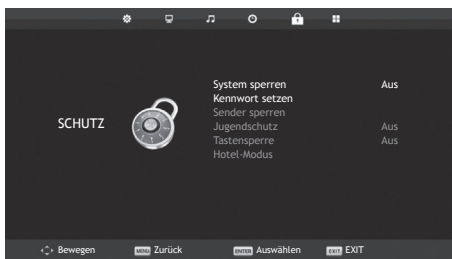 System sperren Aus
Kennwort setzen
Sender sperren
SCHUTZ
Jugendschutz Aus
Tastensperre Aus
Hotel-Modus
Bewegen MENU Zurück ENTER Auswählen EXIT EXIT